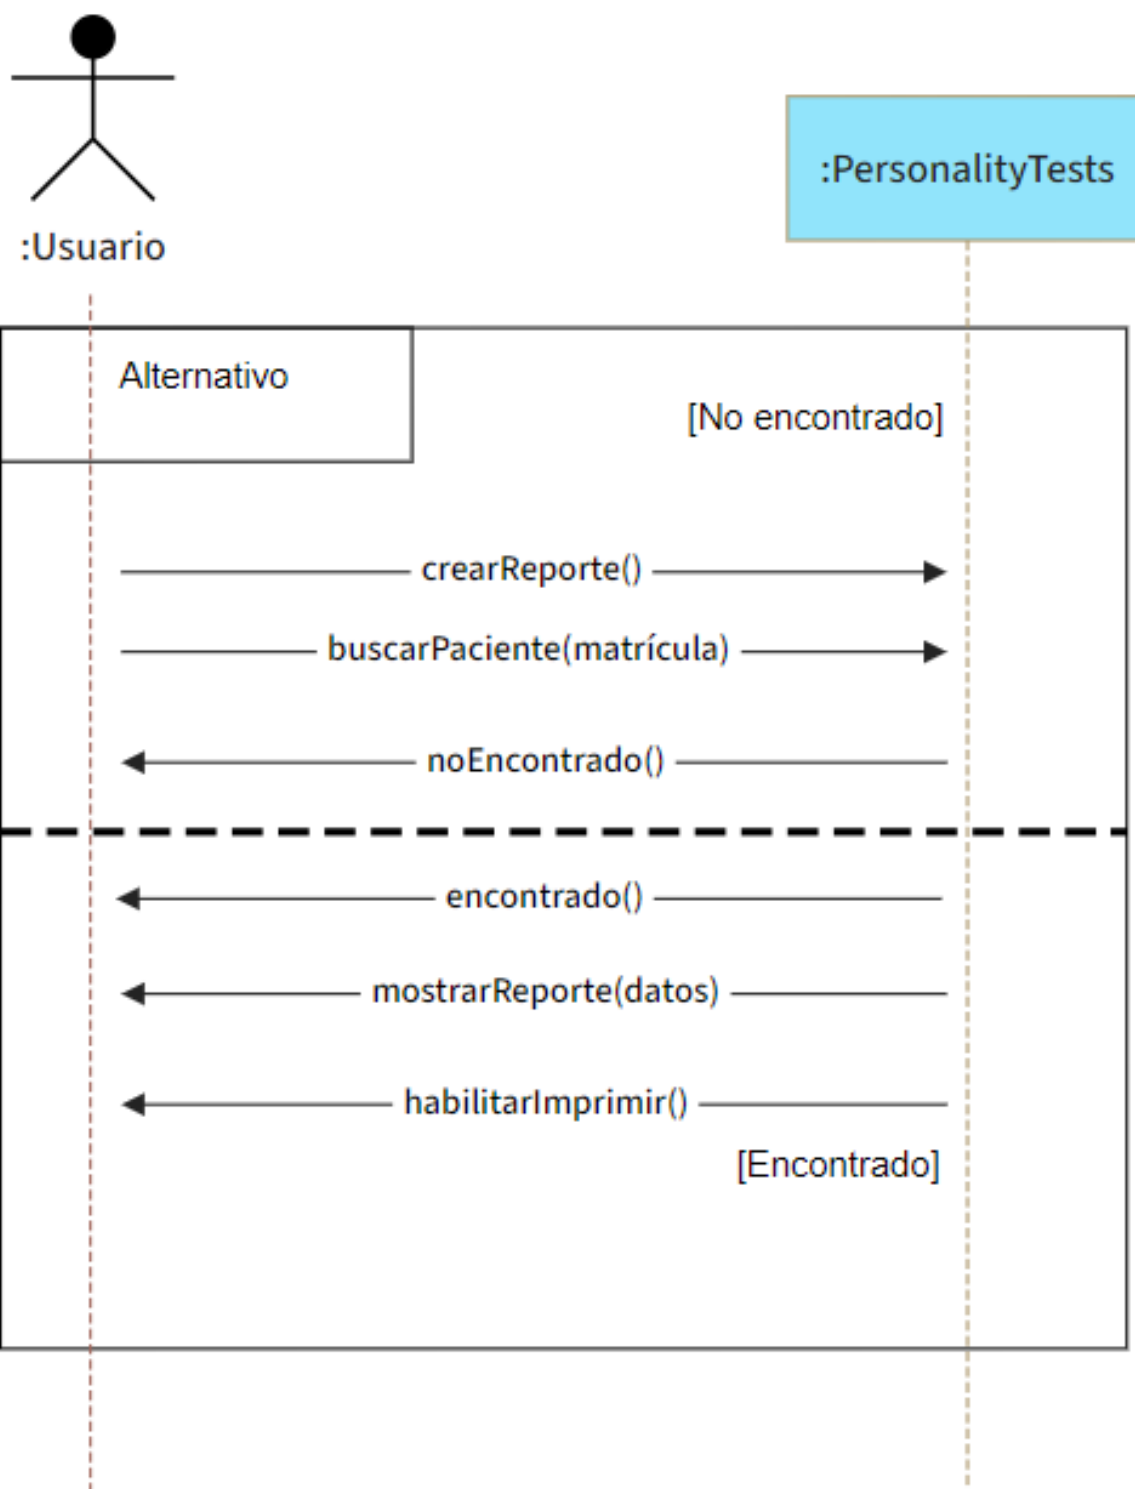 :PersonalityTests
:Usuario
Alternativo
[No encontrado]
crearReporte()
buscarPaciente(matrícula)
noEncontrado()
encontrado()
mostrarReporte(datos)
habilitarImprimir()
[Encontrado]